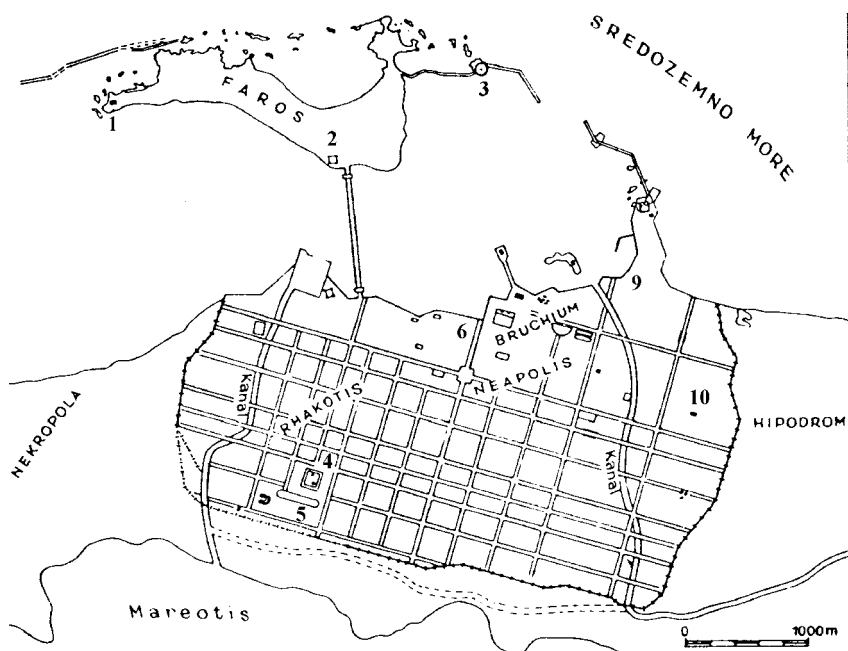 SREDOZEMNO MORE
FAROS
1
2
3
9
6
BRUCHIUM
NEAPOLIS
10
Kanal
RHAKOTIS
NEKROPOLA
HIPODROM
4
Kanal
5
Mareotis
0 1000m